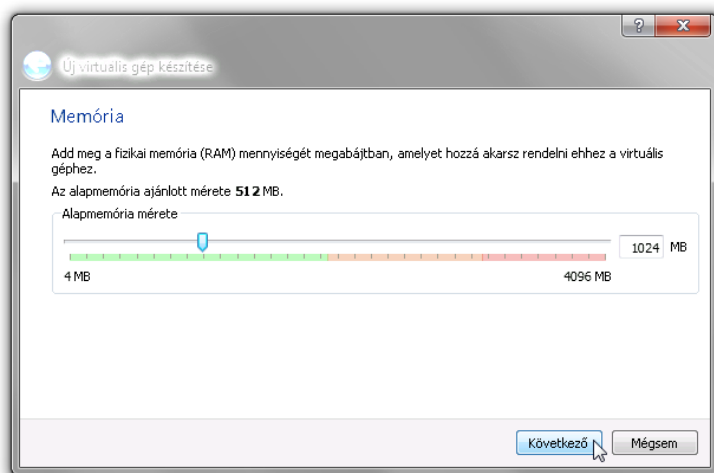 Új virtuális gép készítése
Memória
Add meg a fizikai memória (RAM) mennyiségét megabájtban, amelyet hozzá akarsz rendelni ehhez a virtuális
géphez.
Az alapmemória ajánlott mérete 512 MB.
Alapmemória mérete
1024 MB
4 MB 4096 MB
Következő Mégsem